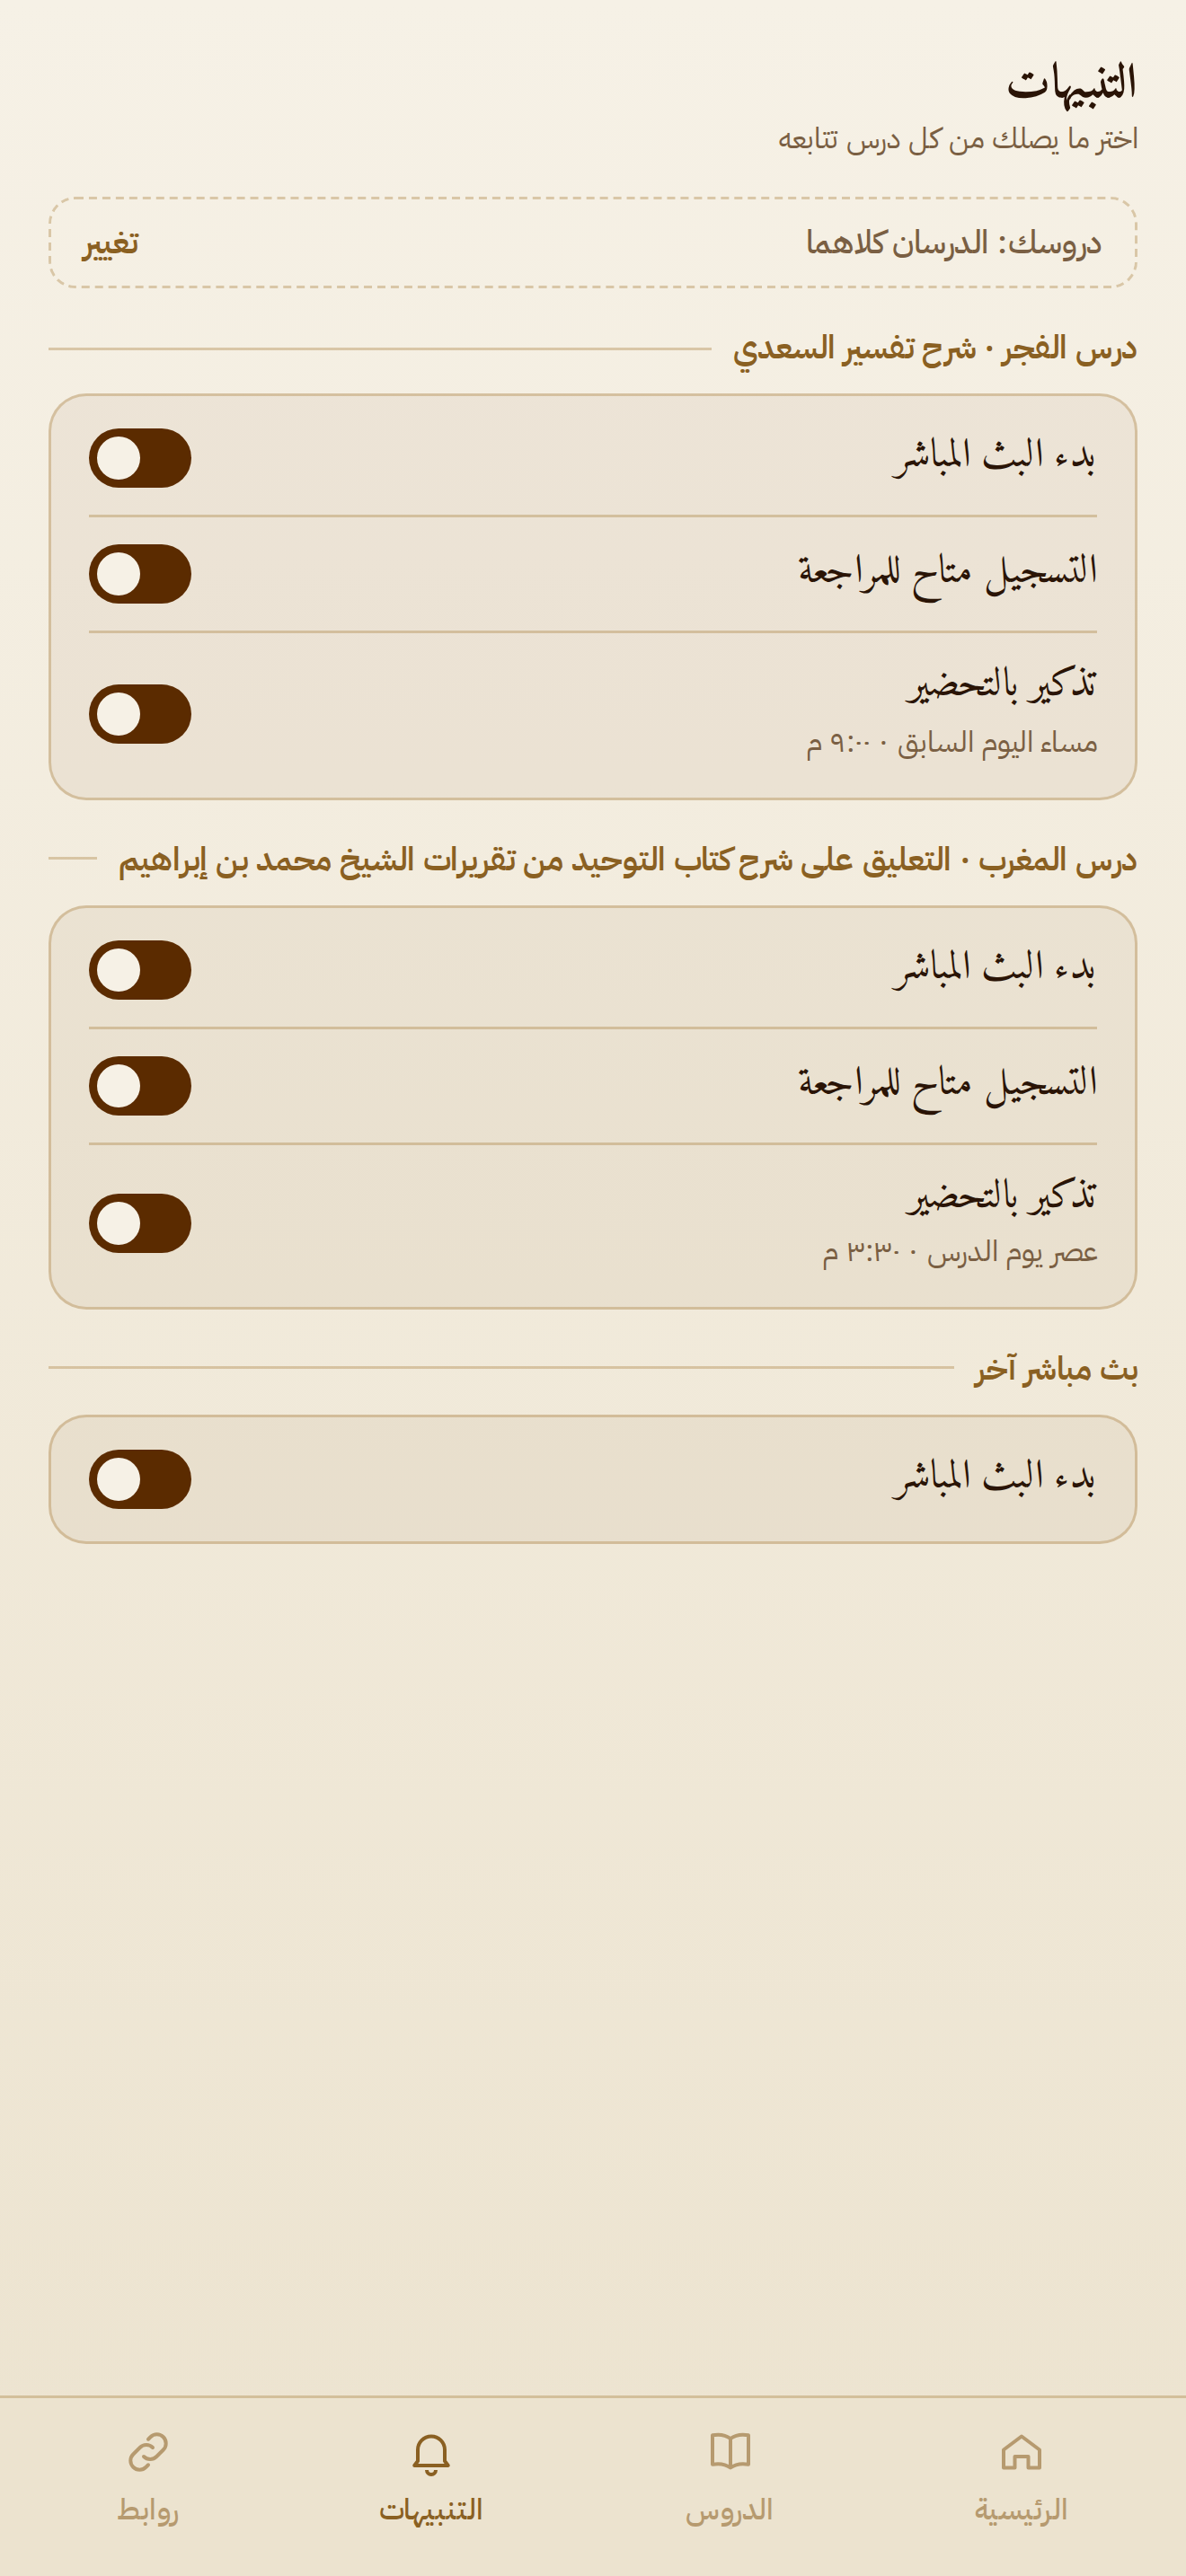 التنبيهات
اختر ما يصلك من كل درس تتابعه
دروسك: الدرسان كلاهما
تغيير
درس الفجر · شرح تفسير السعدي
بدء البث المباشر
التسجيل متاح للمراجعة
تذكير بالتحضير
مساء اليوم السابق · ٩:٠٠ م
درس المغرب · التعليق على شرح كتاب التوحيد من تقريرات الشيخ محمد بن إبراهيم
بدء البث المباشر
التسجيل متاح للمراجعة
تذكير بالتحضير
عصر يوم الدرس · ٣:٣٠ م
بث مباشر آخر
بدء البث المباشر
الرئيسية
الدروس
التنبيهات
روابط